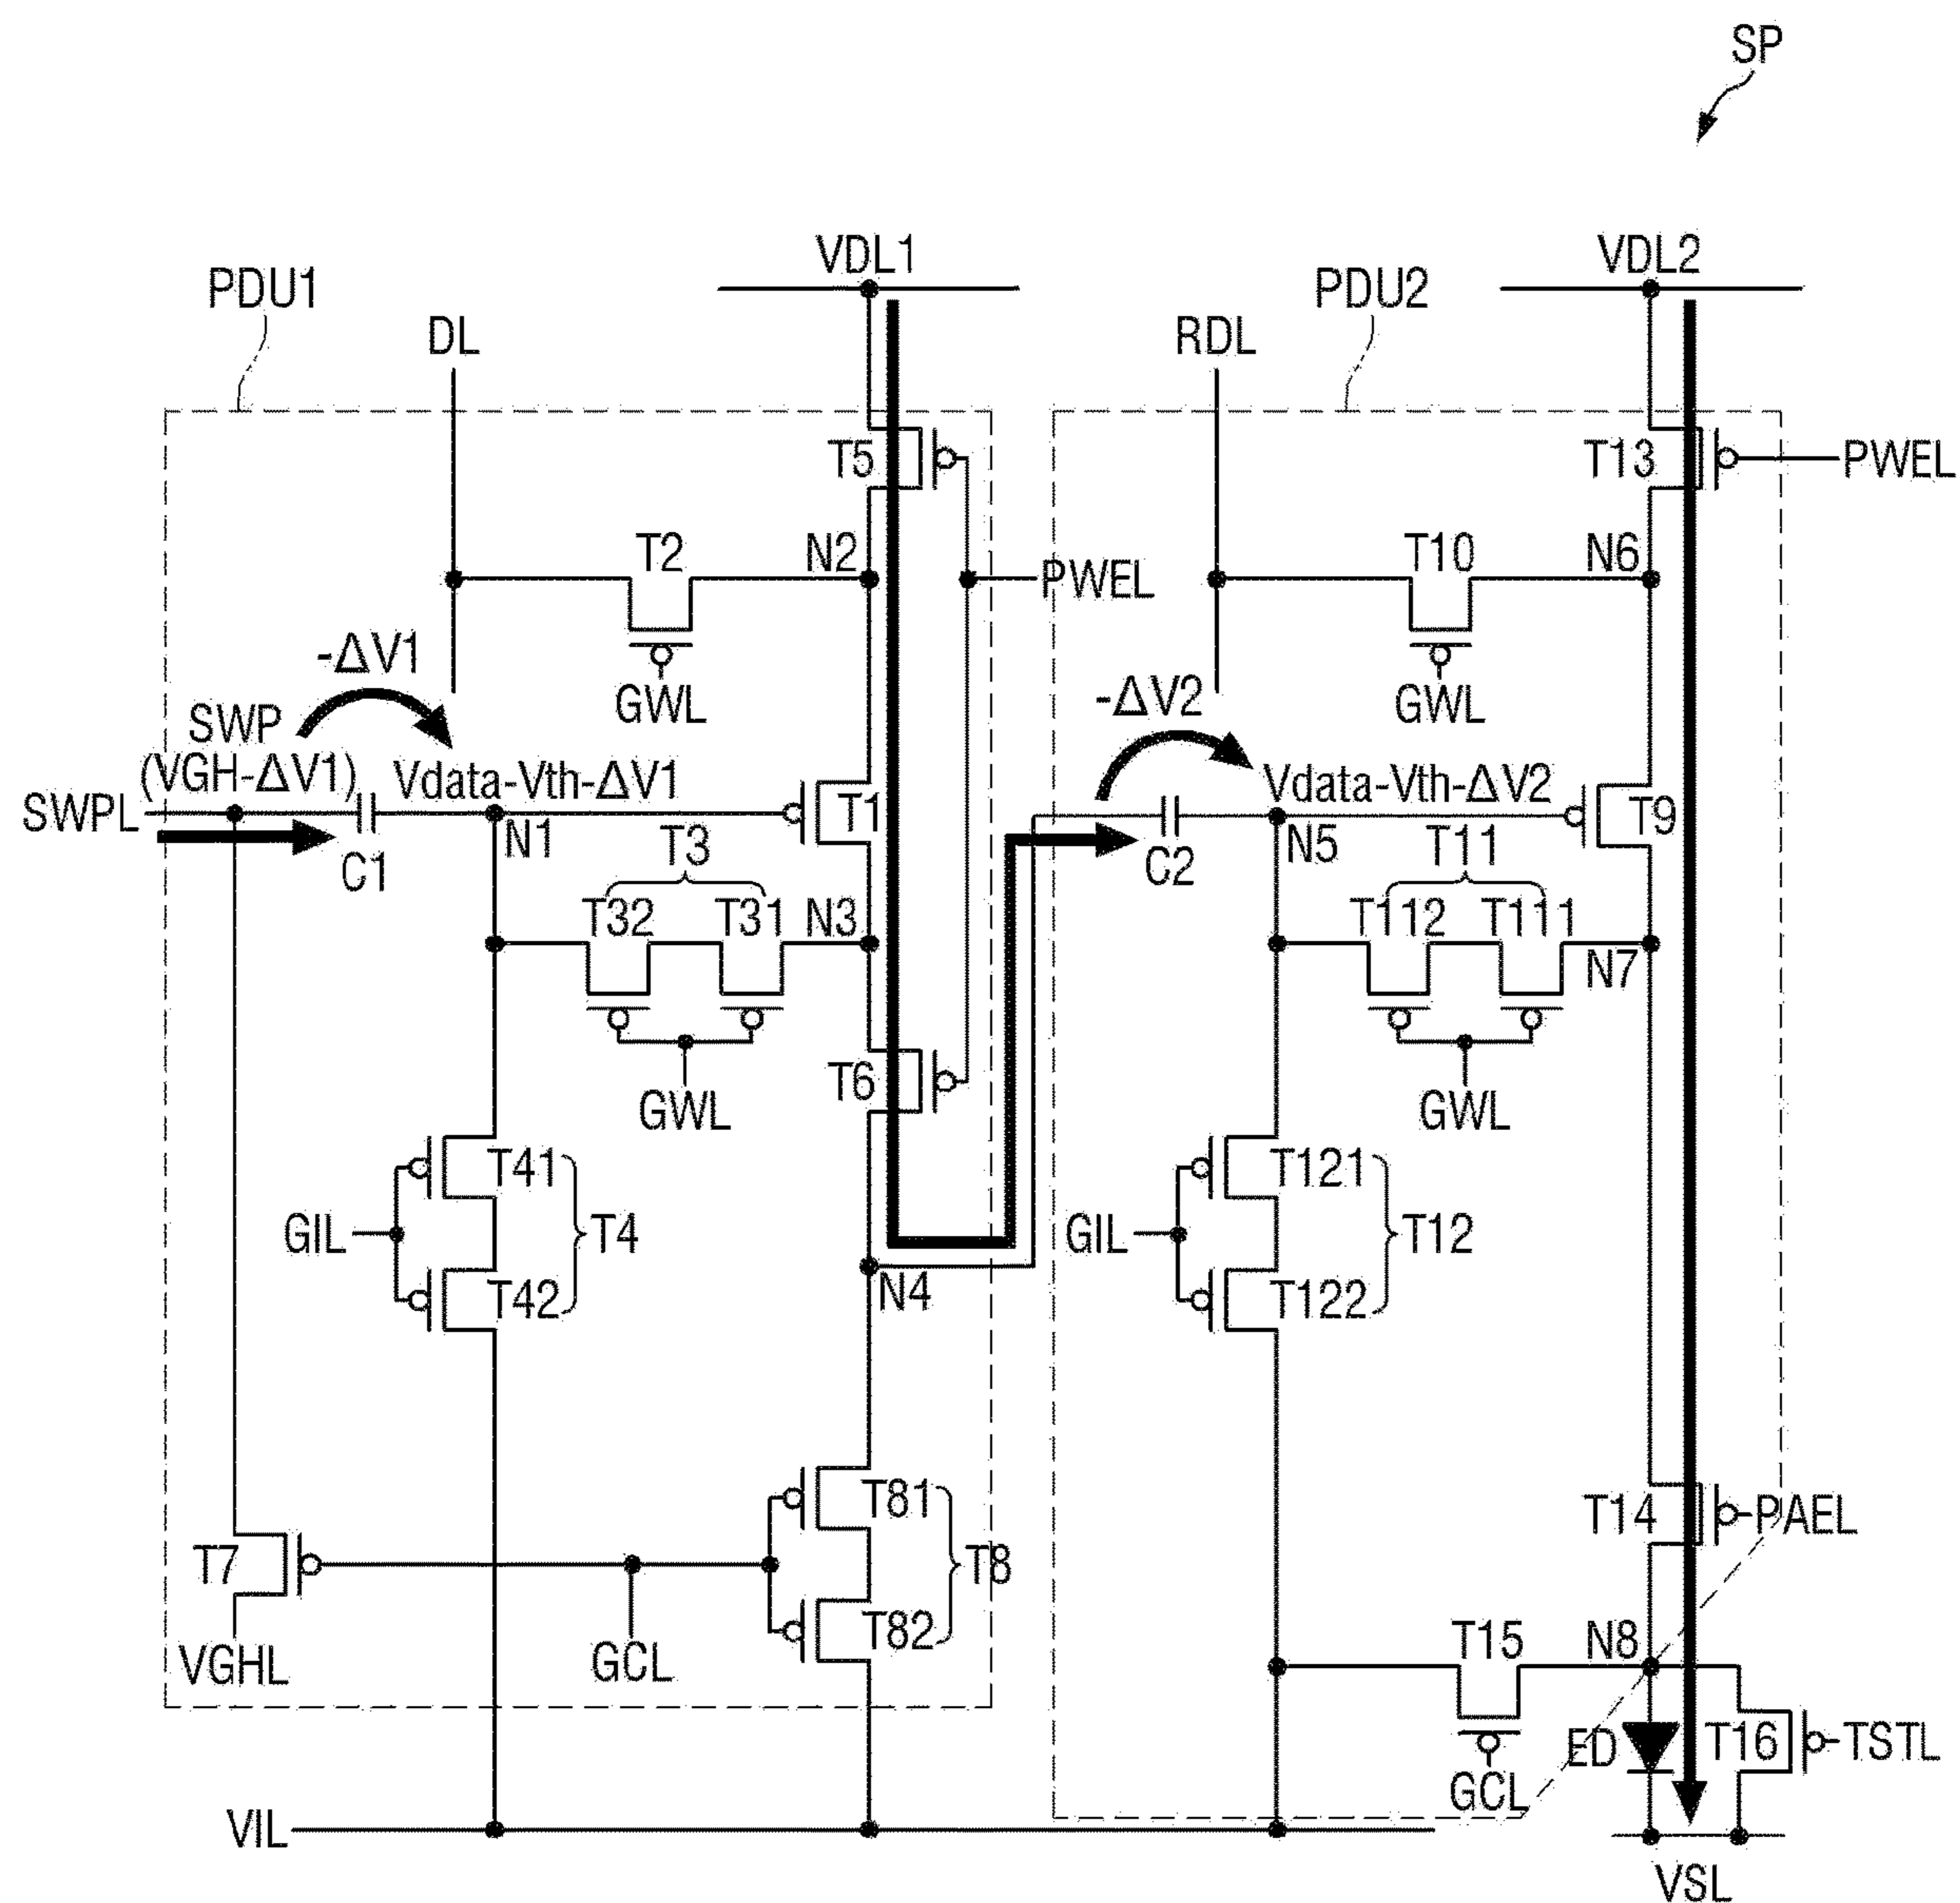 SP
VDL1
VDL2
PDU1
PDU2
DL
RDL
T5
T13
PWEL
T2
N2
T10
N6
PWEL
-ΔV1
GWL
-ΔV2
GWL
SWP
(VGH-ΔV1)
Vdata-Vth-ΔV1
Vdata-Vth-ΔV2
SWPL
T1
T9
C1
N1
T3
C2
N5
T11
T32
T31
N3
T112
T111
N7
T6
GWL
GWL
T41
T121
GIL
T4
GIL
T12
T42
N4
T122
T81
T14
PAEL
T7
T8
T82
VGHL
GCL
T15
N8
ED
T16
TSTL
GCL
VIL
VSL